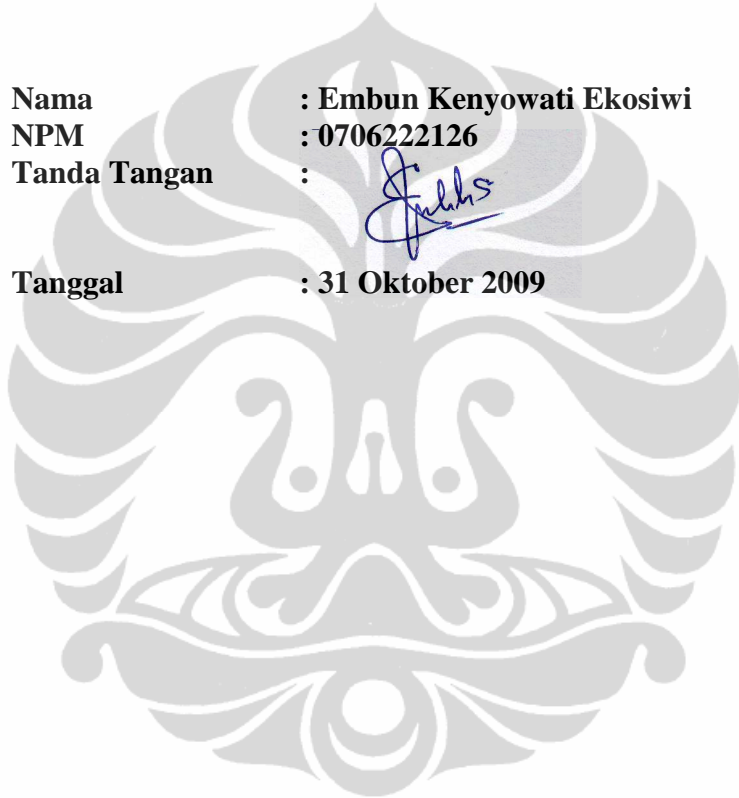 Nama : Embun Kenyowati Ekosiwi
NPM : 0706222126
Tanda Tangan :
Tanggal : 31 Oktober 2009